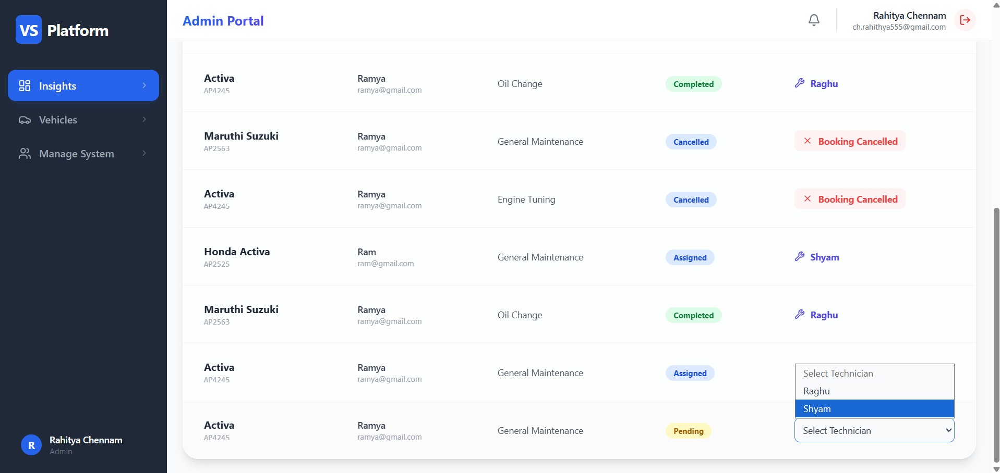 VS Platform
Admin Portal
Rahitya Chennam
ch.rahithya555@gmail.com
Insights
Vehicles
Manage System
Activa
AP4245
Ramya
ramya@gmail.com
Oil Change
Completed
Raghu
Maruthi Suzuki
AP2563
Ramya
ramya@gmail.com
General Maintenance
Cancelled
Booking Cancelled
Activa
AP4245
Ramya
ramya@gmail.com
Engine Tuning
Cancelled
Booking Cancelled
Honda Activa
AP2525
Ram
ram@gmail.com
General Maintenance
Assigned
Shyam
Maruthi Suzuki
AP2563
Ramya
ramya@gmail.com
Oil Change
Completed
Raghu
Activa
AP4245
Ramya
ramya@gmail.com
General Maintenance
Assigned
Select Technician
Raghu
Shyam
Activa
AP4245
Ramya
ramya@gmail.com
General Maintenance
Pending
Select Technician
R
Rahitya Chennam
Admin